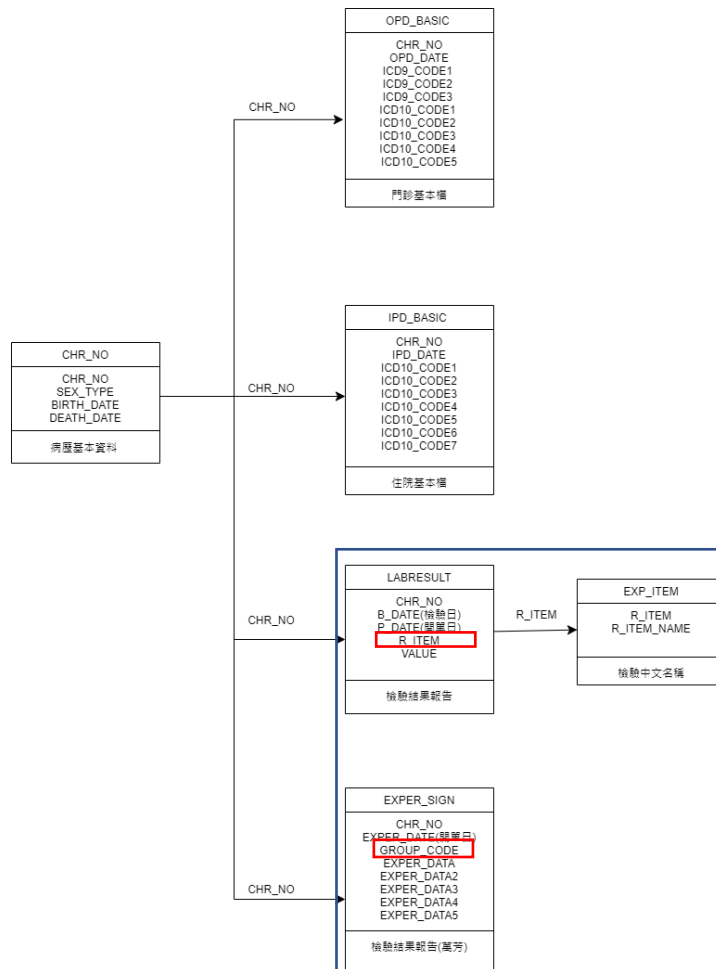 OPD_BASIC
CHR_NO
OPD_DATE
ICD9_CODE1
ICD9_CODE2
ICD9_CODE3
ICD10_CODE1
ICD10_CODE2
ICD10_CODE3
ICD10_CODE4
ICD10_CODE5
門診基本檔
CHR_NO
IPD_BASIC
CHR_NO
IPD_DATE
ICD10_CODE1
ICD10_CODE2
ICD10_CODE3
ICD10_CODE4
ICD10_CODE5
ICD10_CODE6
ICD10_CODE7
住院基本檔
CHR_NO
CHR_NO
CHR_NO
SEX_TYPE
BIRTH_DATE
DEATH_DATE
病歷基本資料
LABRESULT
CHR_NO
B_DATE(檢驗日)
P_DATE(開單日)
R_ITEM
VALUE
檢驗結果報告
CHR_NO
R_ITEM
EXP_ITEM
R_ITEM
R_ITEM_NAME
檢驗中文名稱
EXPER_SIGN
CHR_NO
EXPER_DATE(開單日)
GROUP_CODE
EXPER_DATA
EXPER_DATA2
EXPER_DATA3
EXPER_DATA4
EXPER_DATA5
檢驗結果報告(萬芳)
CHR_NO